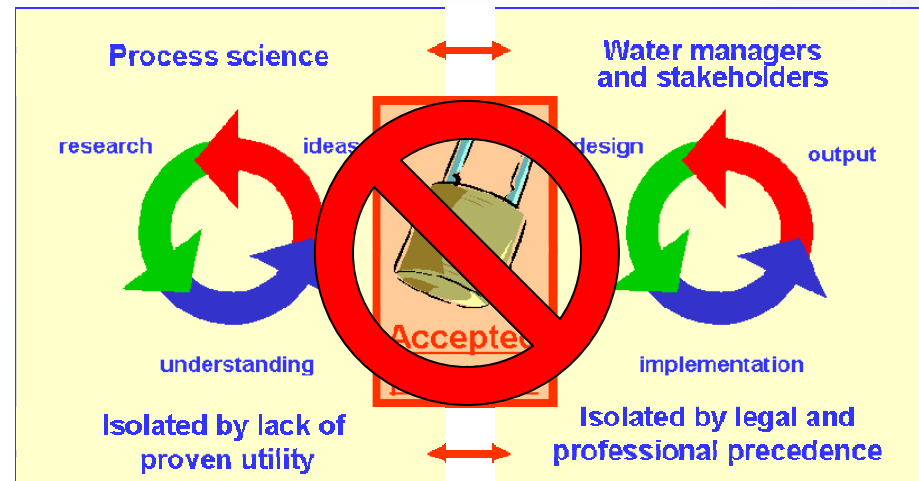 Process science
Water managers
and stakeholders
research
ideas
design
output
Accepted
understanding
implementation
Isolated by lack of
proven utility
Isolated by legal and
professional precedence